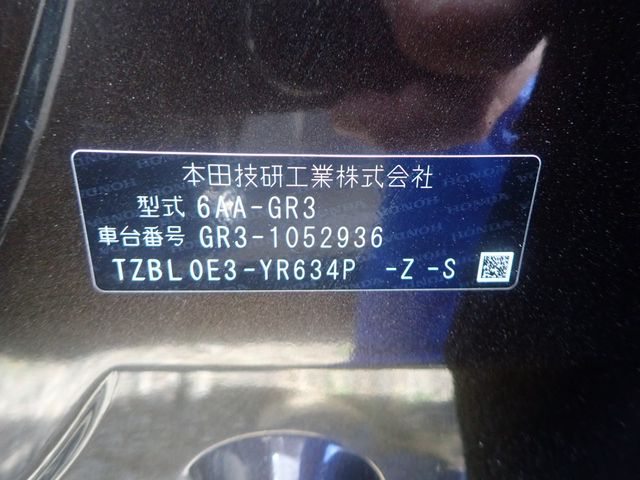 本田技研工業株式会社
型式 6AA-GR3
車台番号 GR3-1052936
TZBL0E3-YR634P -Z -S